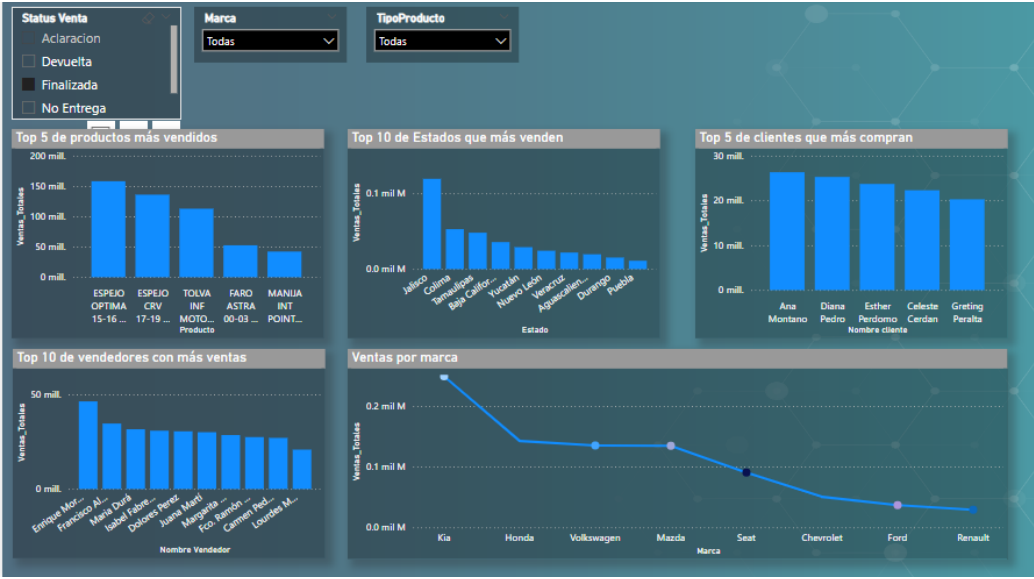 Status Venta
Aclaracion
Devuelta
Finalizada
No Entrega
Marca
Todas
TipoProducto
Todas
Top 5 de productos más vendidos
Ventas_Totales
200 mill.
150 mill.
100 mill.
50 mill.
0 mill.
ESPEJO OPTIMA 15-16 ...
ESPEJO CRV 17-19 ...
TOLVA INF MOTO...
FARO ASTRA 00-03 ...
MANIJA INT POINT...
Producto
Top 10 de Estados que más venden
Ventas_Totales
0.1 mil M
0.0 mil M
Jalisco
Colima
Tamaulipas
Baja Califor...
Yucatán
Nuevo León
Veracruz
Aguascalien...
Durango
Puebla
Estado
Top 5 de clientes que más compran
Ventas_Totales
30 mill.
20 mill.
10 mill.
0 mill.
Ana Montano
Diana Pedro
Esther Perdomo
Celeste Cerdan
Greting Peralta
Nombre cliente
Top 10 de vendedores con más ventas
Ventas_Totales
50 mill.
0 mill.
Enrique Mor...
Francisco Al...
Maria Durá
Isabel Fabre...
Dolores Perez
Juana Martí
Margarita ...
Fco. Ramón ...
Carmen Ped...
Lourdes M...
Nombre Vendedor
Ventas por marca
Ventas_Totales
0.2 mil M
0.1 mil M
0.0 mil M
Kia
Honda
Volkswagen
Mazda
Seat
Chevrolet
Ford
Renault
Marca